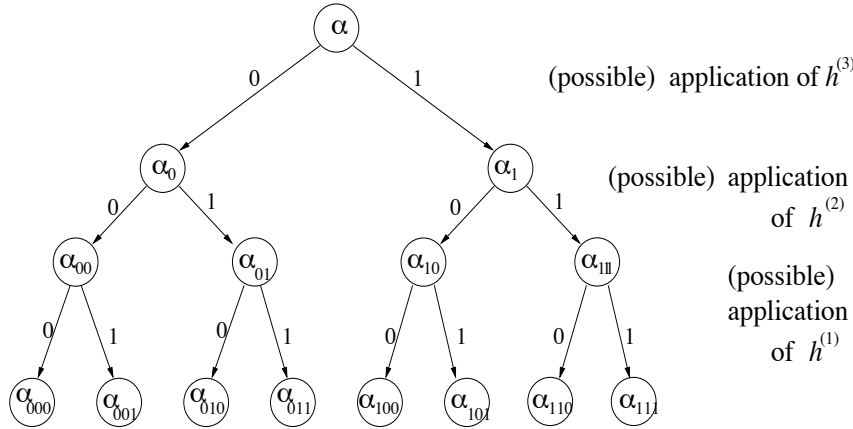 α
0 1
(possible) application of h^(3)
α_0 α_1
(possible) application
of h^(2)
0 1 0 1
α_00 α_01 α_10 α_11
(possible)
application
of h^(1)
0 1 0 1 0 1 0 1
α_000 α_001 α_010 α_011 α_100 α_101 α_110 α_111